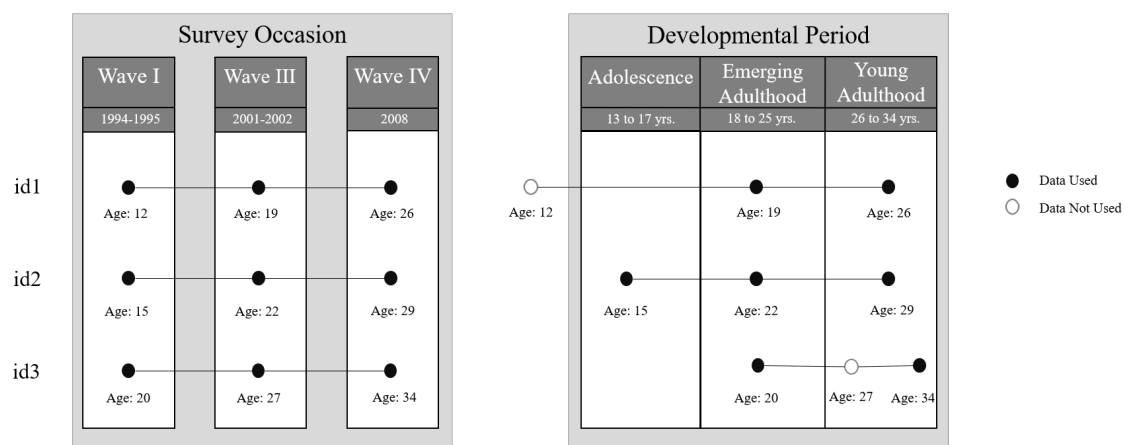 Survey Occasion
Wave I
Wave III
Wave IV
1994-1995
2001-2002
2008
id1
Age: 12
Age: 19
Age: 26
id2
Age: 15
Age: 22
Age: 29
id3
Age: 20
Age: 27
Age: 34
Developmental Period
Adolescence
Emerging
Adulthood
Young
Adulthood
13 to 17 yrs.
18 to 25 yrs.
26 to 34 yrs.
Age: 12
Age: 19
Age: 26
Age: 15
Age: 22
Age: 29
Age: 20
Age: 27
Age: 34
Data Used
Data Not Used